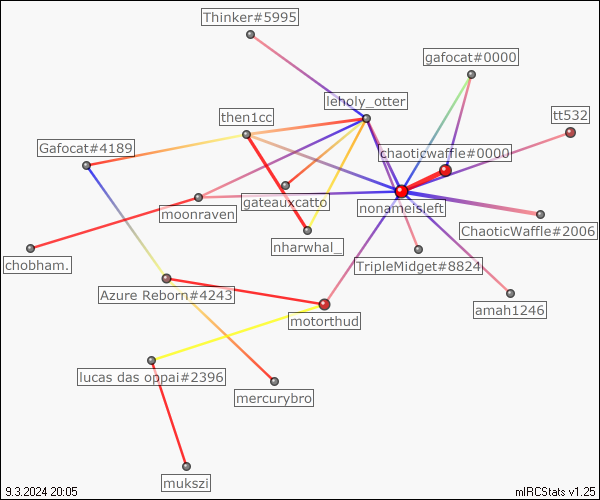 Thinker#5995
gafocat#0000
leholy_otter
then1cc
tt532
Gafocat#4189
chaoticwaffle#0000
gateauxcatto
nonameisleft
moonraven
ChaoticWaffle#2006
nharwhal_
chobham.
TripleMidget#8824
Azure Reborn#4243
amah1246
motorthud
lucas das oppai#2396
mercurybro
mukszi
9.3.2024 20:05
mIRCStats v1.25